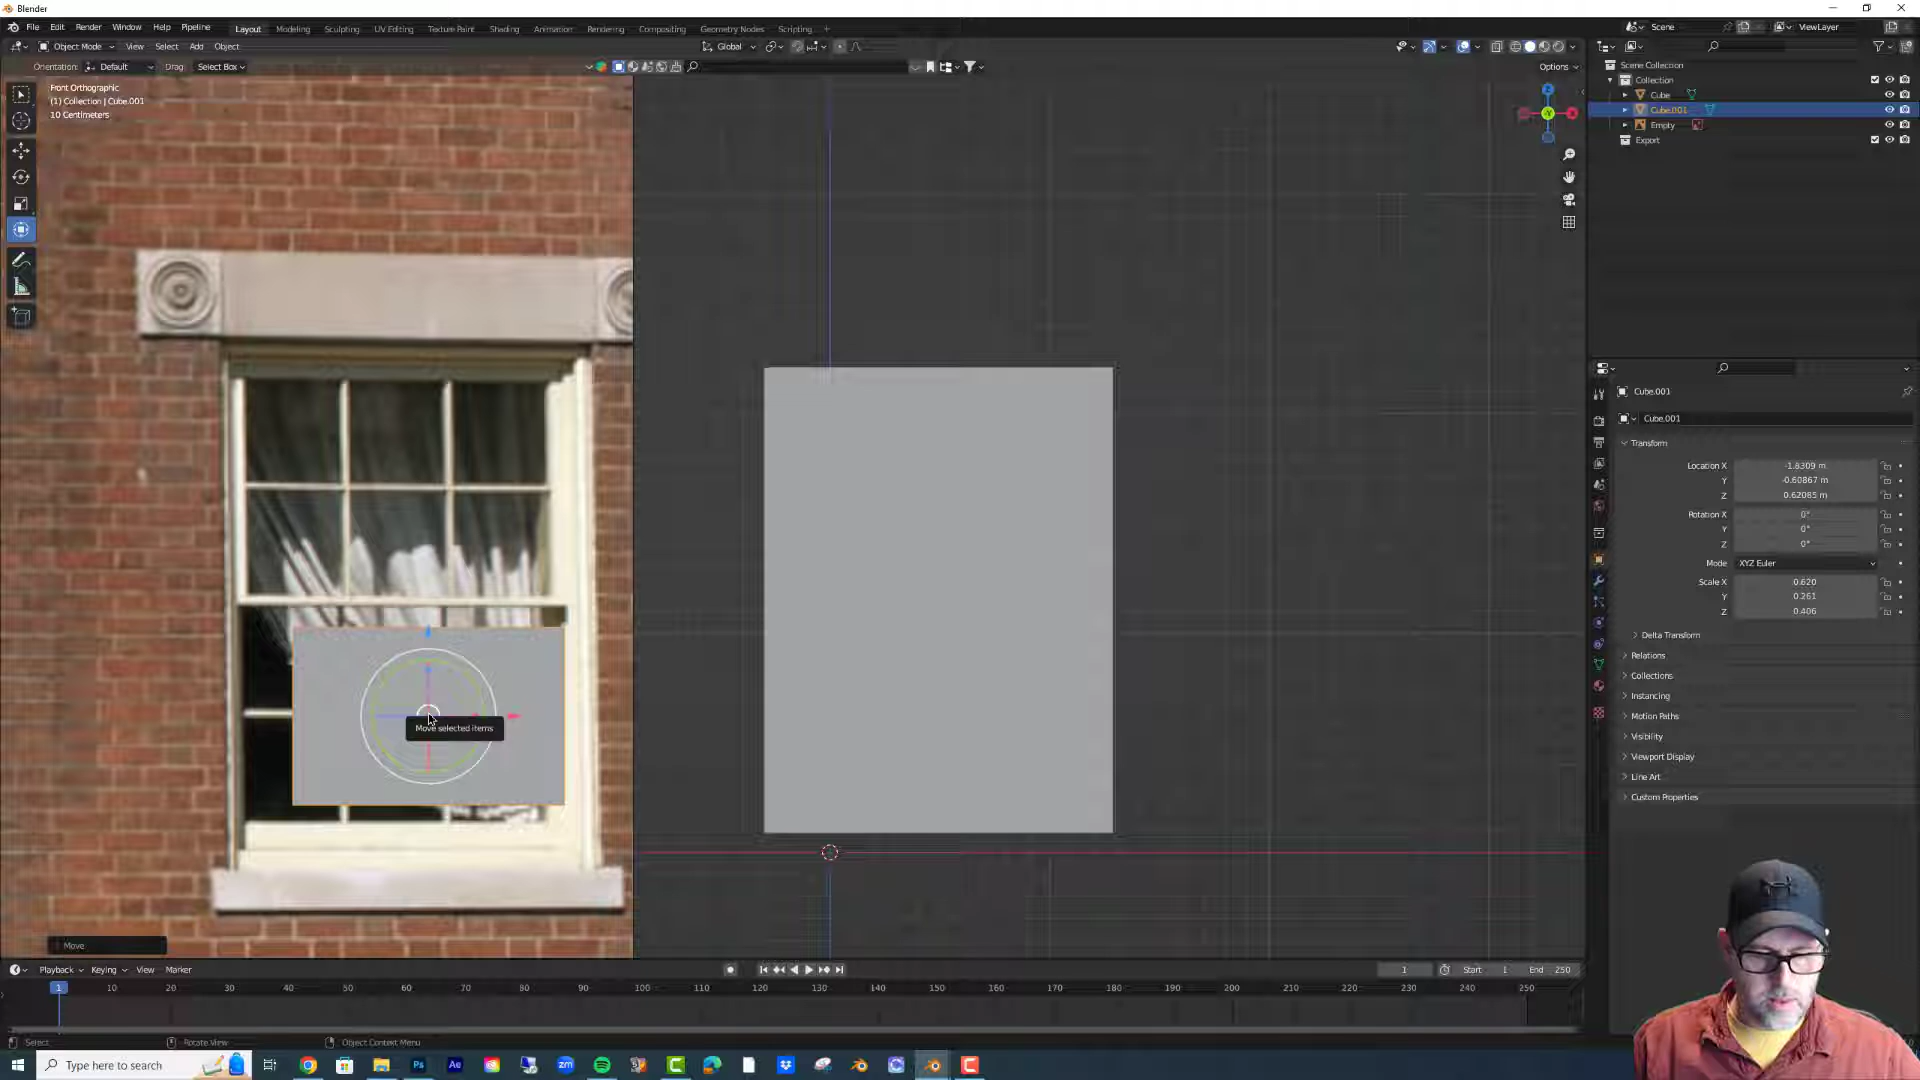 Blender
File Edit Render Window Help Pipeline
Layout Modeling Sculpting UV Editing Texture Paint Shading Animation Rendering Compositing Geometry Nodes Scripting
Scene ViewLayer
Object Mode View Select Add Object
Global
Orientation: Default Drag: Select Box
Options
Front Orthographic
(1) Collection | Cube.001
10 Centimeters
Scene Collection
Collection
Cube
Cube.001
Empty
Export
Cube.001
Cube.001
Transform
Location X -1.8309 m
Y -0.60867 m
Z 0.62085 m
Rotation X 0°
Y 0°
Z 0°
Mode XYZ Euler
Scale X 0.620
Y 0.261
Z 0.406
Delta Transform
Relations
Collections
Instancing
Motion Paths
Visibility
Viewport Display
Line Art
Custom Properties
Move selected items
Move
Playback Keying View Marker
1 Start 1 End 250
1 10 20 30 40 50 60 70 80 90 100 110 120 130 140 150 160 170 180 190 200 210 220 230 240 250
Select Rotate View Object Context Menu
Type here to search